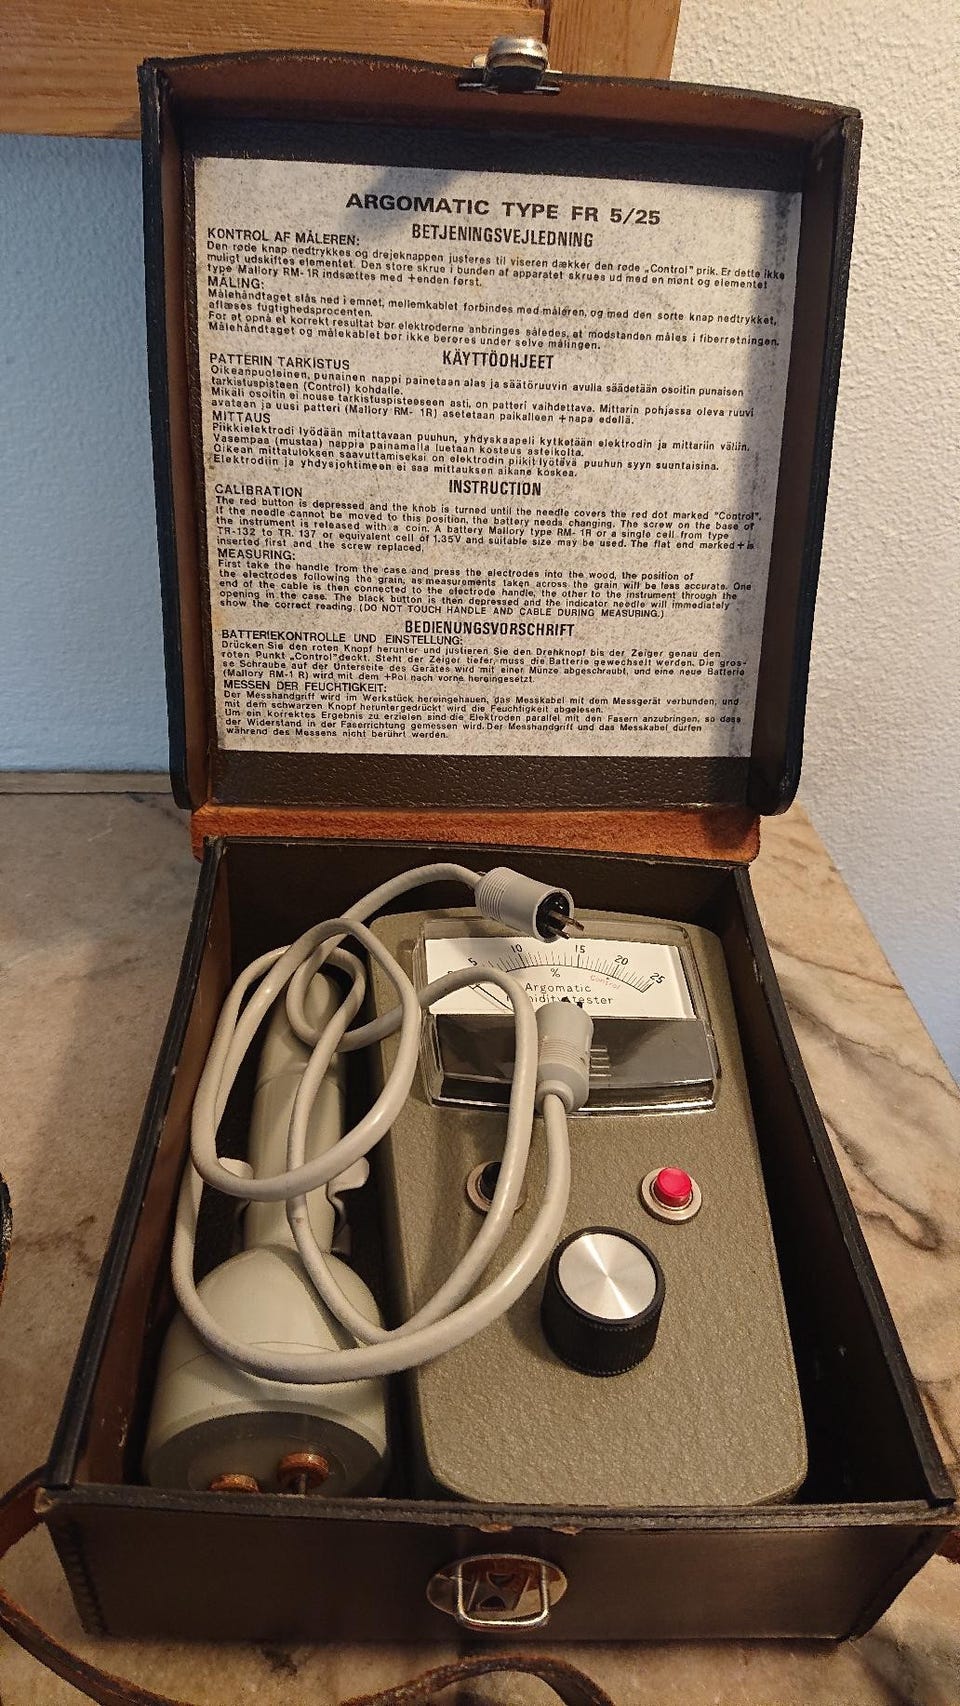 ARGOMATIC TYPE FR 5/25
BETJENINGSVEJLEDNING
KONTROL AF MÅLEREN:
Den røde knap nedtrykkes og drejeknappen justeres til viseren dækker den røde „Control" prik. Er dette ikke
muligt udskiftes elementet. Den store skrue i bunden af apparatet skrues ud med en mønt og elementet
type Mallory RM-1R indsættes med +enden først.
MÅLING:
Målehåndtaget slås ned i emnet, mellemkablet forbindes med måleren, og med den sorte knap nedtrykket,
aflæses fugtighedsprocenten.
For at opnå et korrekt resultat bør elektroderne anbringes således, at modstanden måles i fiberretningen.
Målehåndtaget og målekablet bør ikke berøres under selve målingen.
KÄYTTÖOHJEET
PATTERIN TARKISTUS
Oikeanpuoleinen, punainen nappi painetaan alas ja säätöruuvin avulla säädetään osoitin punaisen
tarkistuspisteen (Control) kohdalle.
Mikäli osoitin ei nouse tarkistuspisteeseen asti, on patteri vaihdettava. Mittarin pohjassa oleva ruuvi
avataan ja uusi patteri (Mallory RM- 1R) asetetaan paikalleen +napa edellä.
MITTAUS
Piikkielektrodi lyödään mitattavaan puuhun, yhdyskaapeli kytketään elektrodin ja mittariin väliin.
Vasempaa (mustaa) nappia painamalla luetaan kosteus asteikolta.
Oikean mittatuloksen saavuttamiseksi on elektrodin piikit lyötävä puuhun syyn suuntaisina.
Elektrodiin ja yhdysjohtimeen ei saa mittauksen aikane koskea.
INSTRUCTION
CALIBRATION
The red button is depressed and the knob is turned until the needle covers the red dot marked "Control".
If the needle cannot be moved to this position, the battery needs changing. The screw on the base of
the instrument is released with a coin. A battery Mallory type RM- 1R or a single cell from type
TR-132 to TR. 137 or equivalent cell of 1.35V and suitable size may be used. The flat end marked + is
inserted first and the screw replaced.
MEASURING:
First take the handle from the case and press the electrodes into the wood, the position of
the electrodes following the grain, as measurements taken across the grain will be less accurate. One
end of the cable is then connected to the electrode handle, the other to the instrument through the
opening in the case. The black button is then depressed and the indicator needle will immediately
show the correct reading. (DO NOT TOUCH HANDLE AND CABLE DURING MEASURING.)
BEDIENUNGSVORSCHRIFT
BATTERIEKONTROLLE UND EINSTELLUNG:
Drücken Sie den roten Knopf herunter und justieren Sie den Drehknopf bis der Zeiger genau den
roten Punkt „Control" deckt. Steht der Zeiger tiefer, muss die Batterie gewechselt werden. Die gros-
se Schraube auf der Unterseite des Gerätes wird mit einer Münze abgeschraubt, und eine neue Batterie
(Mallory RM-1 R) wird mit dem +Pol nach vorne hereingesetzt.
MESSEN DER FEUCHTIGKEIT:
Der Messhandgriff wird im Werkstück hereingehauen, das Messkabel mit dem Messgerät verbunden, und
mit dem schwarzen Knopf heruntergedrückt wird die Feuchtigkeit abgelesen.
Um ein korrektes Ergebnis zu erzielen sind die Elektroden parallel mit den Fasern anzubringen, so dass
der Widerstand in der Faserrichtung gemessen wird. Der Messhandgriff und das Messkabel dürfen
während des Messens nicht berührt werden.
5 10 15 20 25
%
Control
Argomatic
tester